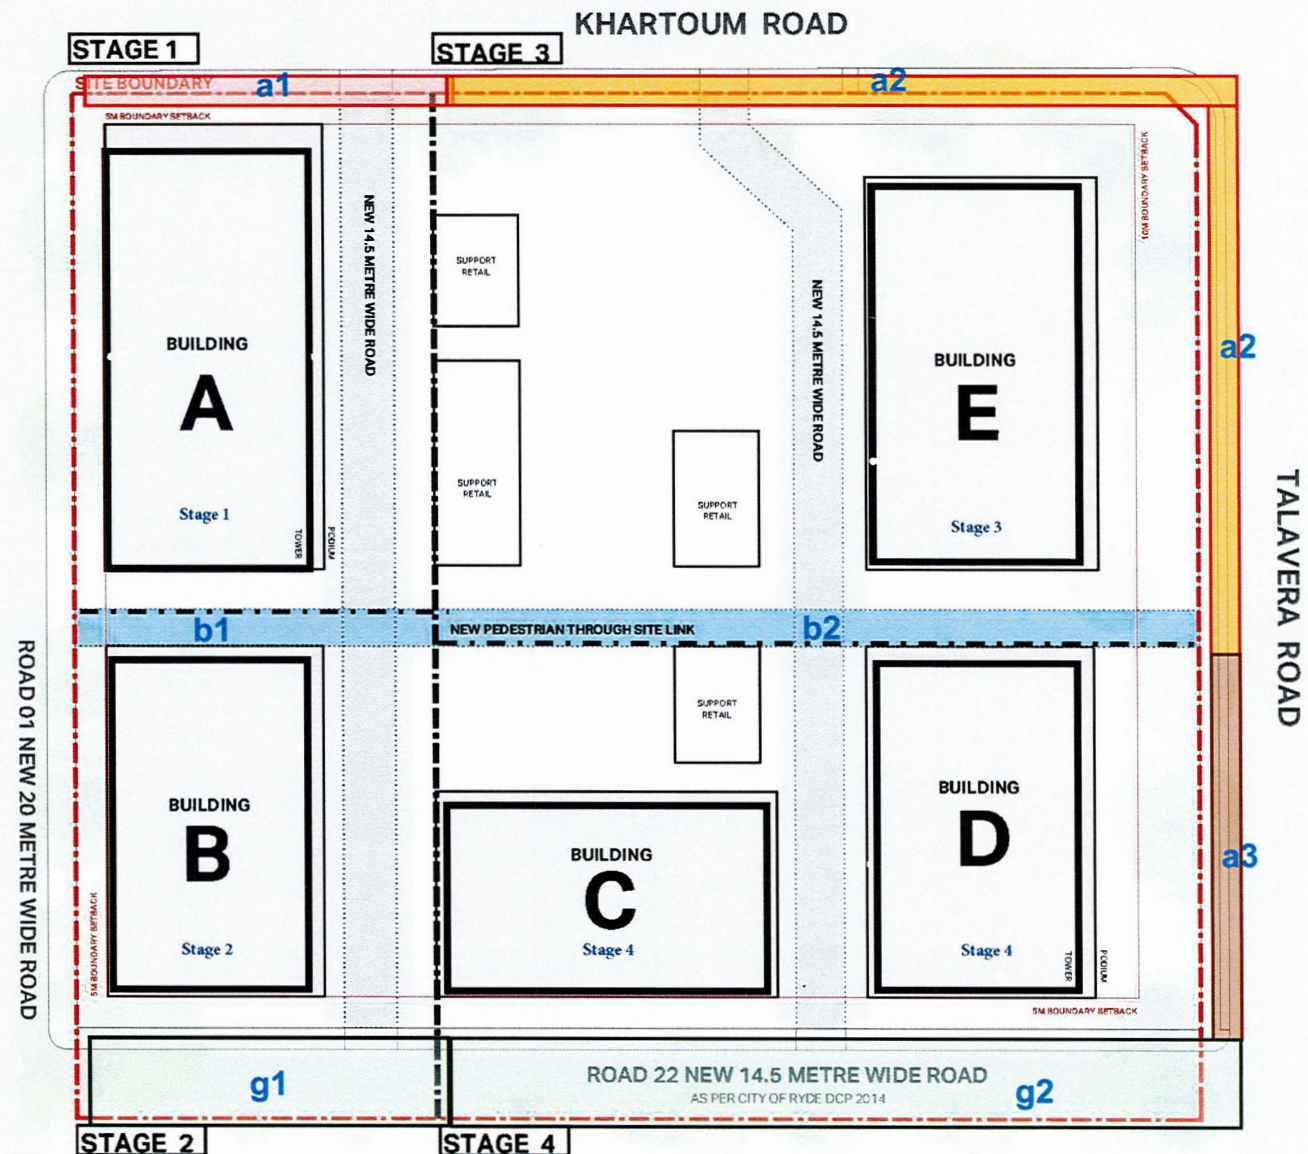 KHARTOUM ROAD
STAGE 1
STAGE 3
SITE BOUNDARY
a1
a2
5M BOUNDARY SETBACK
10M BOUNDARY SETBACK
NEW 14.5 METRE WIDE ROAD
SUPPORT
RETAIL
NEW 14.5 METRE WIDE ROAD
BUILDING
A
Stage 1
TOWER
PODIUM
SUPPORT
RETAIL
SUPPORT
RETAIL
BUILDING
E
Stage 3
a2
TALAVERA ROAD
b1
NEW PEDESTRIAN THROUGH SITE LINK
b2
ROAD 01 NEW 20 METRE WIDE ROAD
SUPPORT
RETAIL
BUILDING
B
Stage 2
5M BOUNDARY SETBACK
BUILDING
C
Stage 4
BUILDING
D
Stage 4
TOWER
PODIUM
a3
5M BOUNDARY SETBACK
g1
ROAD 22 NEW 14.5 METRE WIDE ROAD
AS PER CITY OF RYDE DCP 2014
g2
STAGE 2
STAGE 4